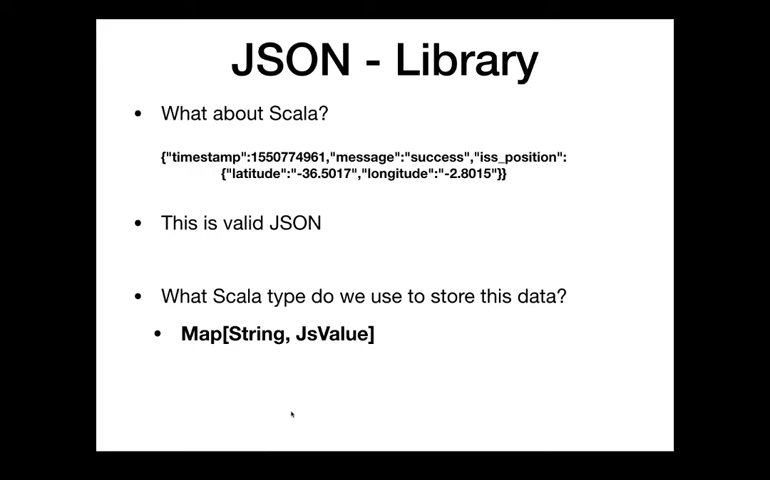 JSON - Library
• What about Scala?
{"timestamp":1550774961,"message":"success","iss_position":
{"latitude":"-36.5017","longitude":"-2.8015"}}
• This is valid JSON
• What Scala type do we use to store this data?
• Map[String, JsValue]